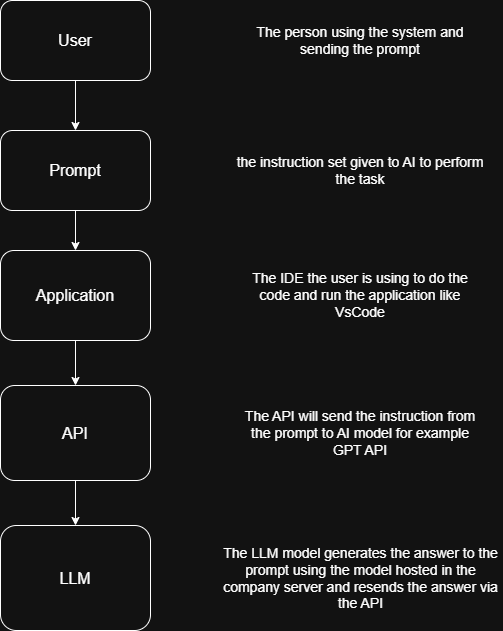 User
The person using the system and
sending the prompt
Prompt
the instruction set given to AI to perform
the task
Application
The IDE the user is using to do the
code and run the application like
VsCode
API
The API will send the instruction from
the prompt to AI model for example
GPT API
LLM
The LLM model generates the answer to the
prompt using the model hosted in the
company server and resends the answer via
the API